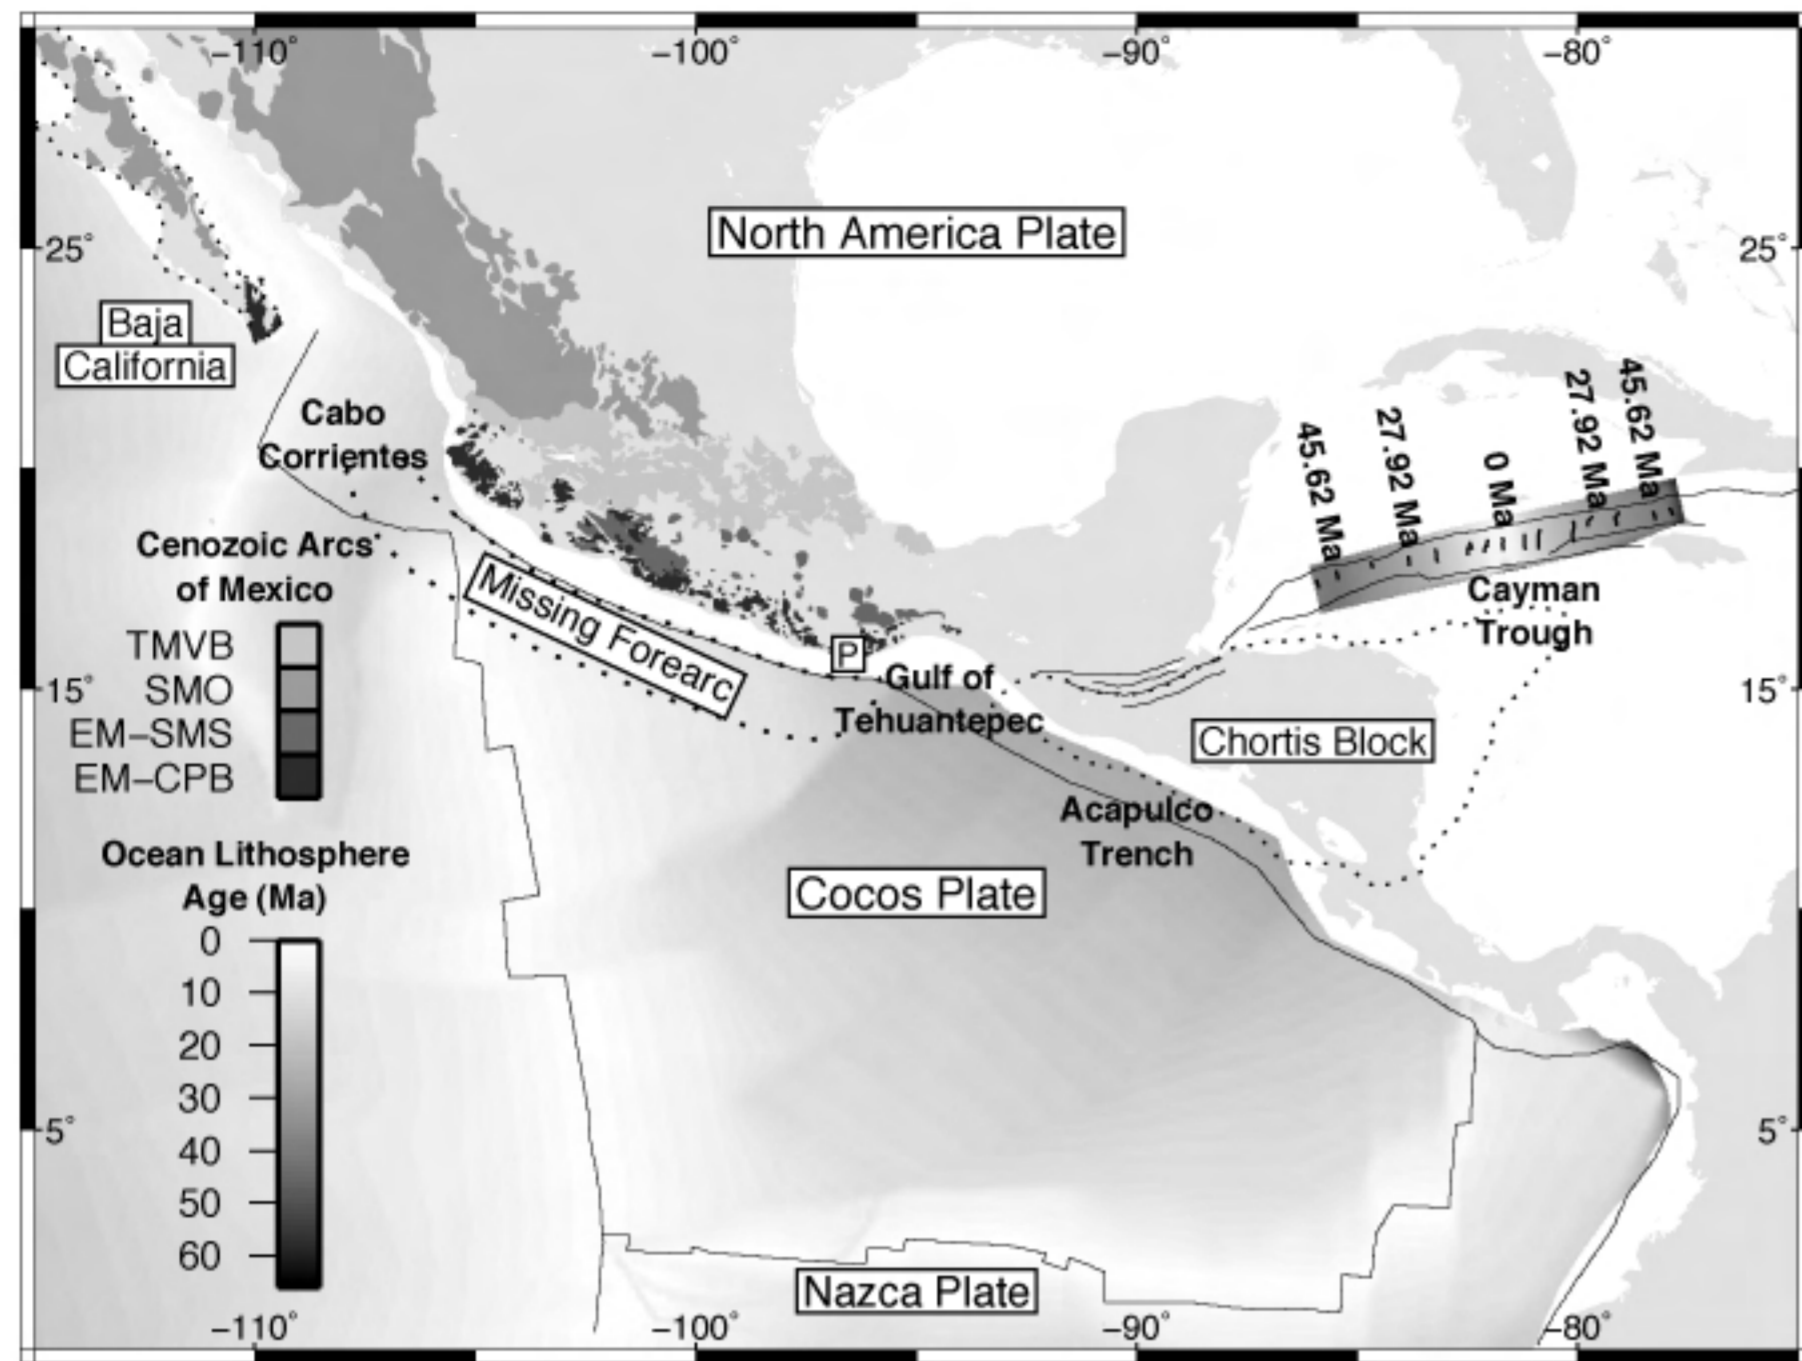 −110°
−100°
−90°
−80°
North America Plate
25°
25°
Baja
California
Cabo
Corrientes
45.62 Ma
27.92 Ma
0 Ma
27.92 Ma
45.62 Ma
Cenozoic Arcs
of Mexico
TMVB
SMO
EM−SMS
EM−CPB
Missing Forearc
P
Cayman
Trough
15°
15°
Gulf of
Tehuantepec
Chortis Block
Acapulco
Trench
Ocean Lithosphere
Age (Ma)
0
10
20
30
40
50
60
Cocos Plate
5°
5°
Nazca Plate
−110°
−100°
−90°
−80°